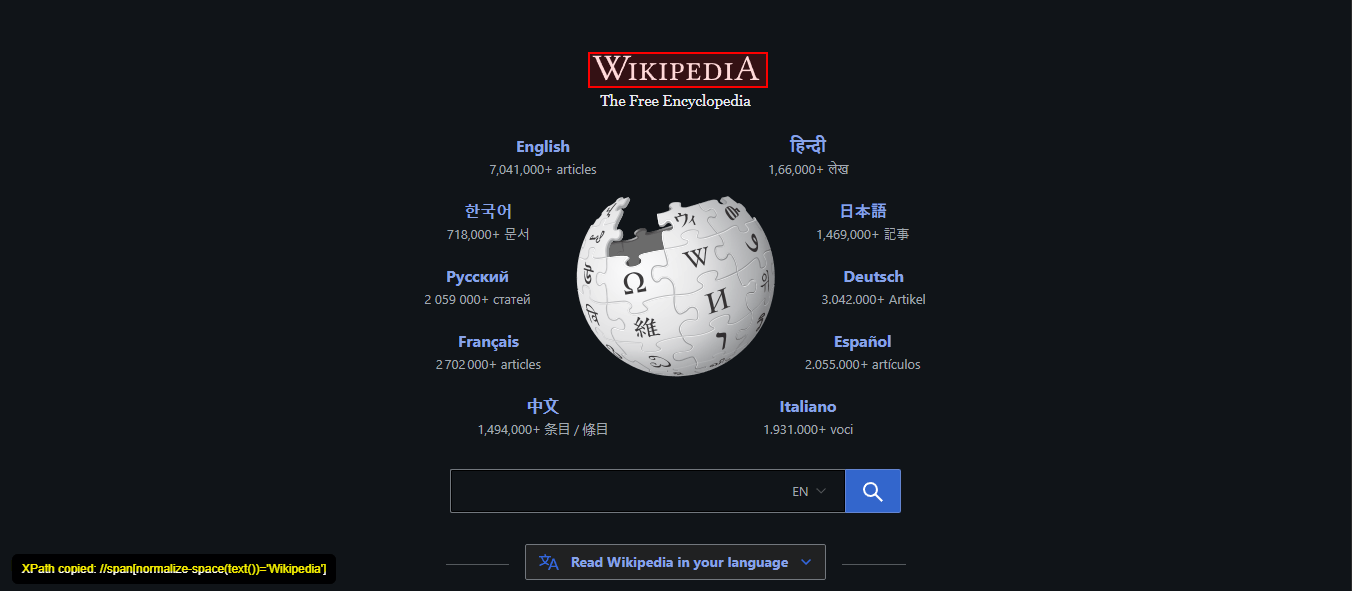 WIKIPEDIA
The Free Encyclopedia
English
7,041,000+ articles
हिन्दी
1,66,000+ लेख
한국어
718,000+ 문서
日本語
1,469,000+ 記事
Русский
2 059 000+ статей
Deutsch
3.042.000+ Artikel
Français
2 702 000+ articles
Español
2.055.000+ artículos
中文
1,494,000+ 条目 / 條目
Italiano
1.931.000+ voci
Ω
W
И
維
EN
Read Wikipedia in your language
XPath copied: //span[normalize-space(text())='Wikipedia']